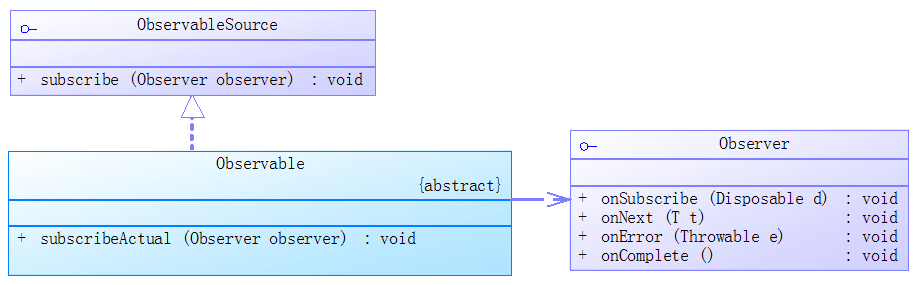 ObservableSource
+ subscribe (Observer observer) : void
Observable
{abstract}
+ subscribeActual (Observer observer) : void
Observer
+ onSubscribe (Disposable d) : void
+ onNext (T t) : void
+ onError (Throwable e) : void
+ onComplete () : void